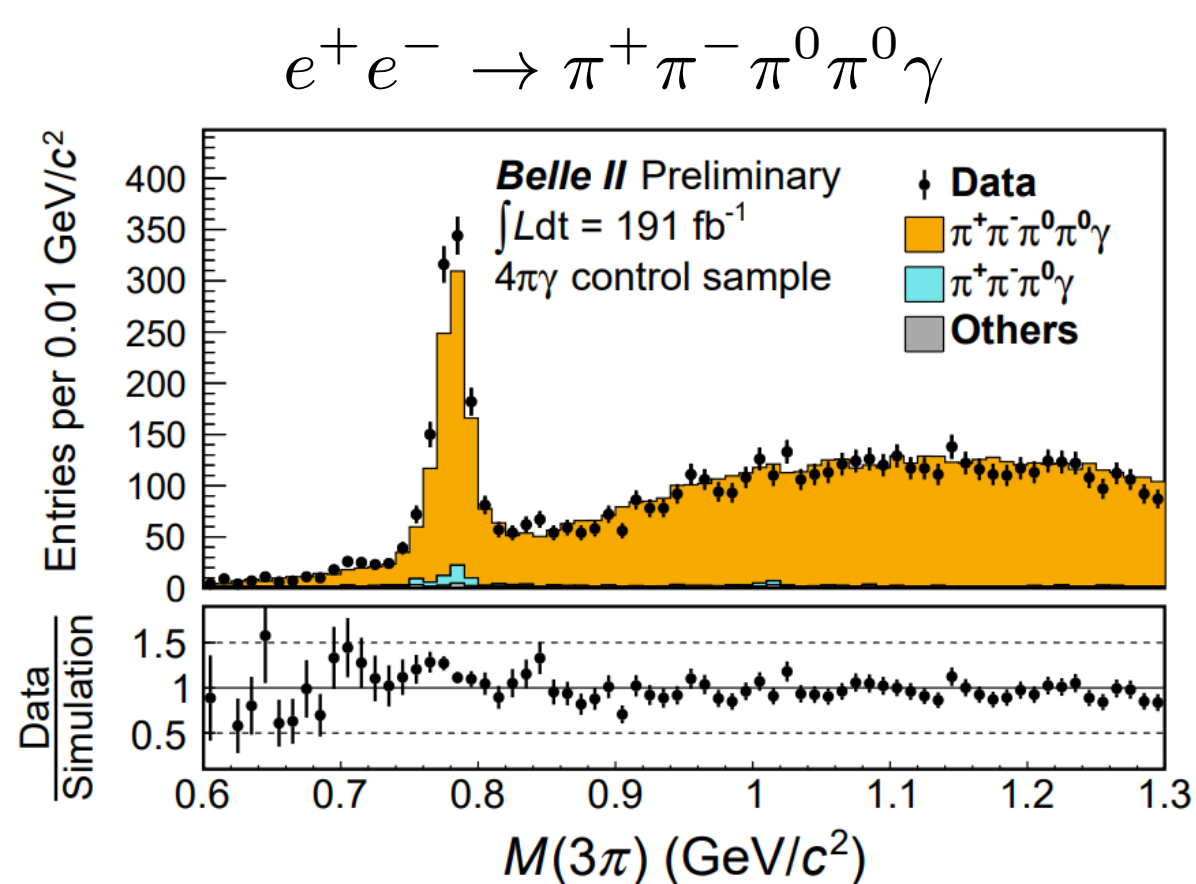 e⁺e⁻ → π⁺π⁻π⁰π⁰γ
Entries per 0.01 GeV/c²
400
350
300
250
200
150
100
50
0
Belle II Preliminary
∫Ldt = 191 fb⁻¹
4πγ control sample
Data
π⁺π⁻π⁰π⁰γ
π⁺π⁻π⁰γ
Others
Data
Simulation
1.5
1
0.5
0.6 0.7 0.8 0.9 1 1.1 1.2 1.3
M(3π) (GeV/c²)